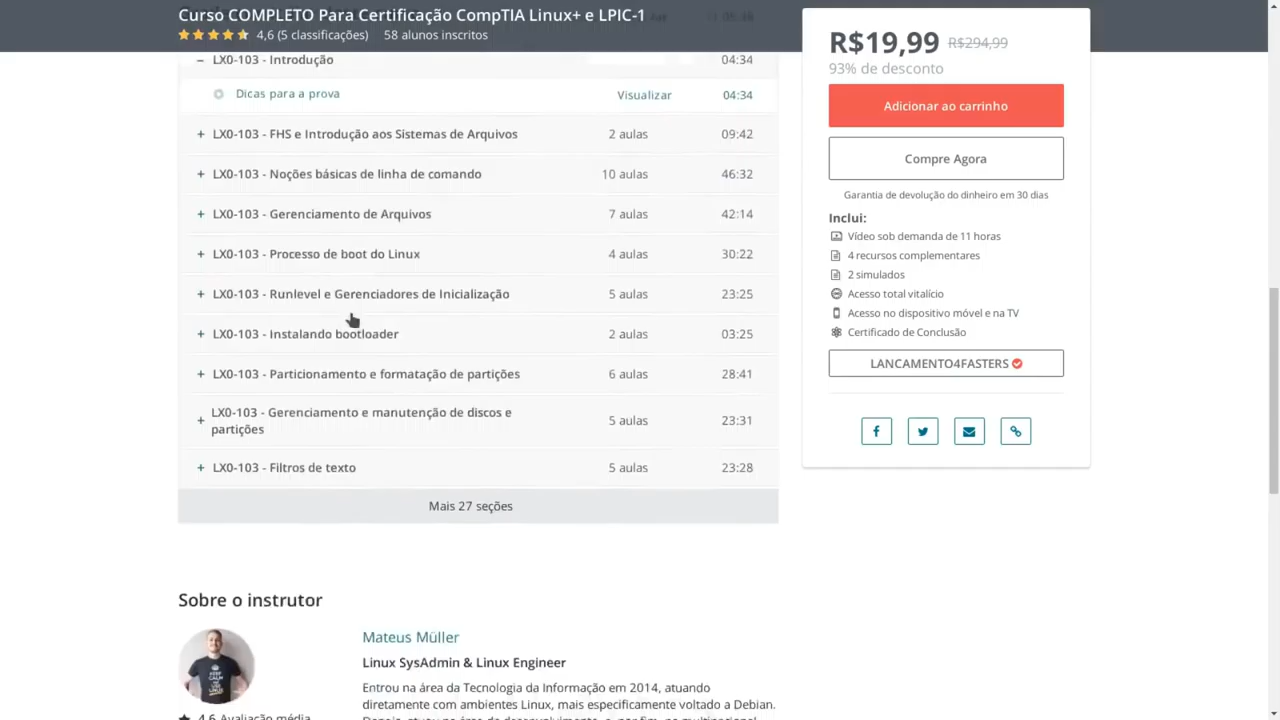 Curso COMPLETO Para Certificação CompTIA Linux+ e LPIC-1
4,6 (5 classificações) 58 alunos inscritos
LX0-103 - Introdução 04:34
Dicas para a prova Visualizar 04:34
LX0-103 - FHS e Introdução aos Sistemas de Arquivos 2 aulas 09:42
LX0-103 - Noções básicas de linha de comando 10 aulas 46:32
LX0-103 - Gerenciamento de Arquivos 7 aulas 42:14
LX0-103 - Processo de boot do Linux 4 aulas 30:22
LX0-103 - Runlevel e Gerenciadores de Inicialização 5 aulas 23:25
LX0-103 - Instalando bootloader 2 aulas 03:25
LX0-103 - Particionamento e formatação de partições 6 aulas 28:41
LX0-103 - Gerenciamento e manutenção de discos e
partições 5 aulas 23:31
LX0-103 - Filtros de texto 5 aulas 23:28
Mais 27 seções
R$19,99 R$294,99
93% de desconto
Adicionar ao carrinho
Compre Agora
Garantia de devolução do dinheiro em 30 dias
Inclui:
Vídeo sob demanda de 11 horas
4 recursos complementares
2 simulados
Acesso total vitalício
Acesso no dispositivo móvel e na TV
Certificado de Conclusão
LANCAMENTO4FASTERS
Sobre o instrutor
Mateus Müller
Linux SysAdmin & Linux Engineer
Entrou na área da Tecnologia da Informação em 2014, atuando
diretamente com ambientes Linux, mais especificamente voltado a Debian.
4,6 Avaliação média